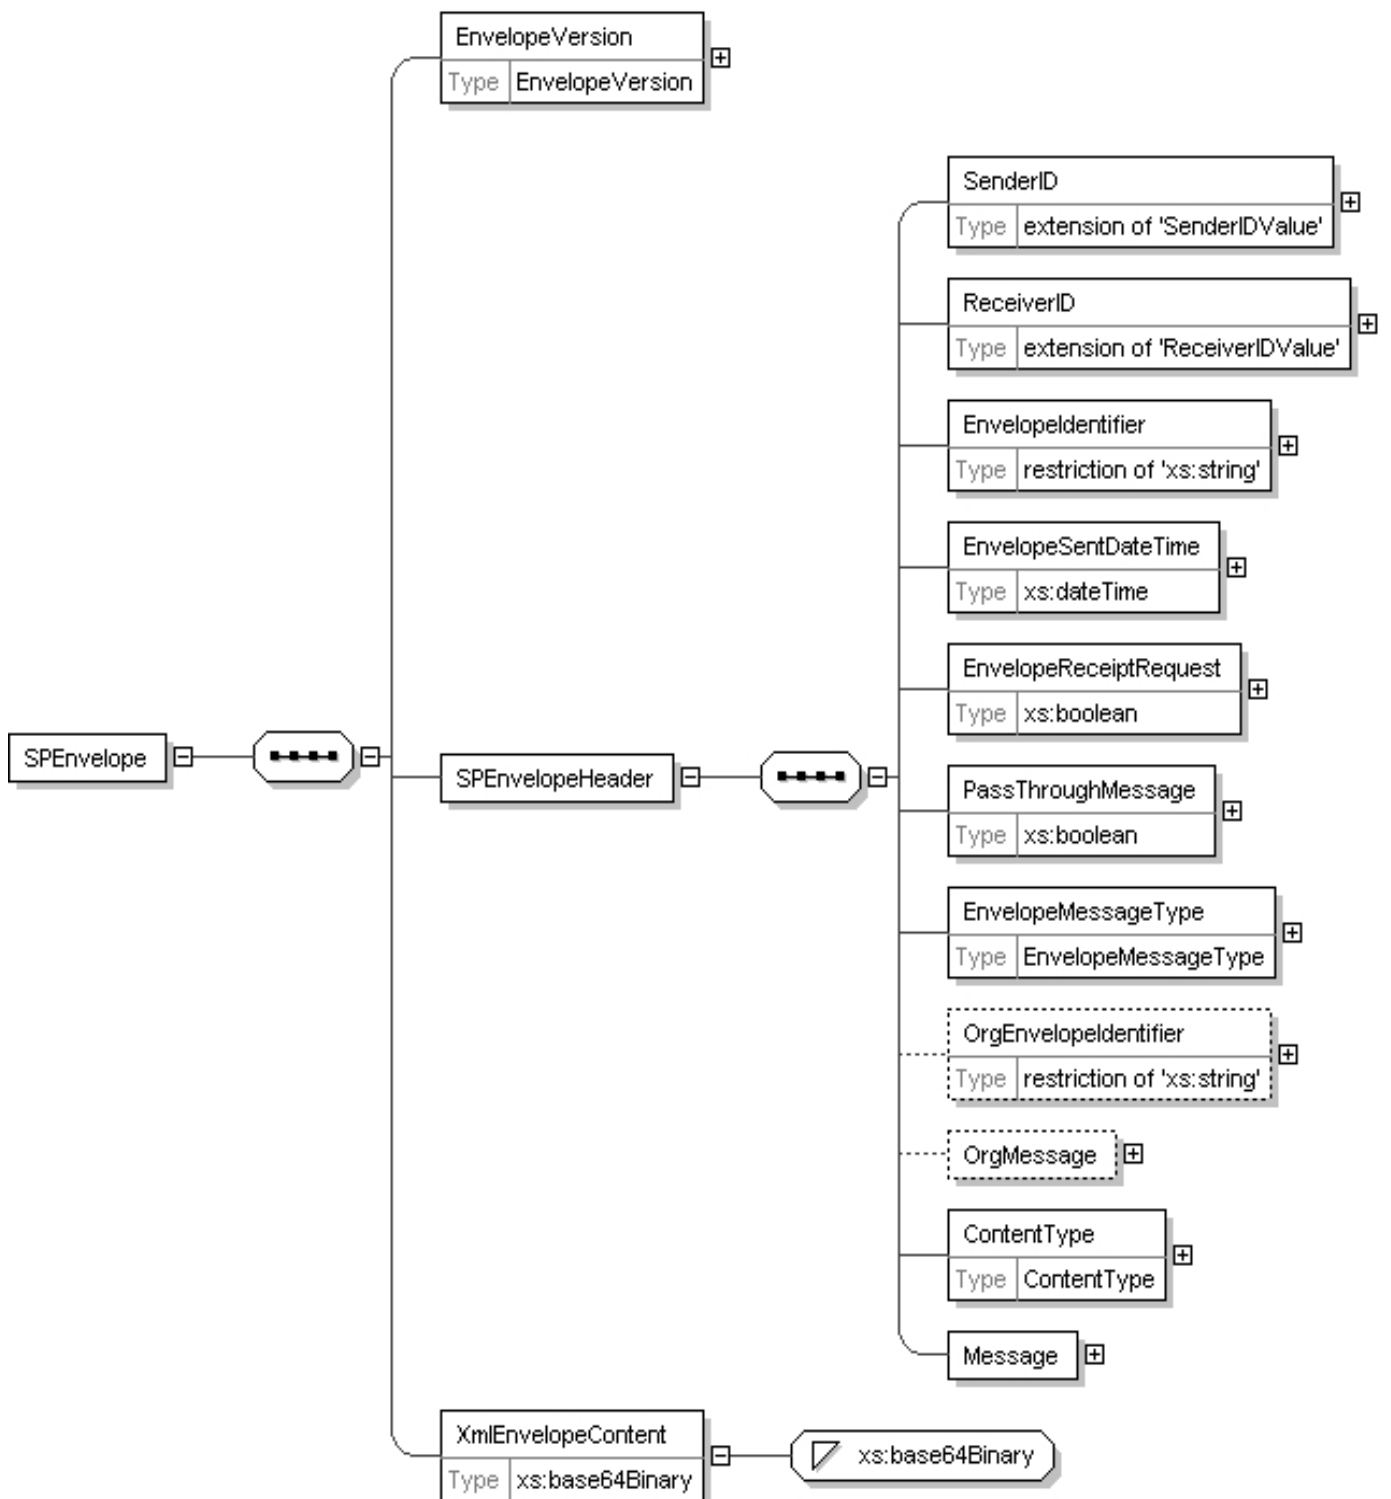 EnvelopeVersion
Type EnvelopeVersion
SenderID
Type extension of 'SenderIDValue'
ReceiverID
Type extension of 'ReceiverIDValue'
EnvelopeIdentifier
Type restriction of 'xs:string'
EnvelopeSentDateTime
Type xs:dateTime
EnvelopeReceiptRequest
Type xs:boolean
SPEnvelope
SPEnvelopeHeader
PassThroughMessage
Type xs:boolean
EnvelopeMessageType
Type EnvelopeMessageType
OrgEnvelopeIdentifier
Type restriction of 'xs:string'
OrgMessage
ContentType
Type ContentType
Message
XmlEnvelopeContent
Type xs:base64Binary
xs:base64Binary